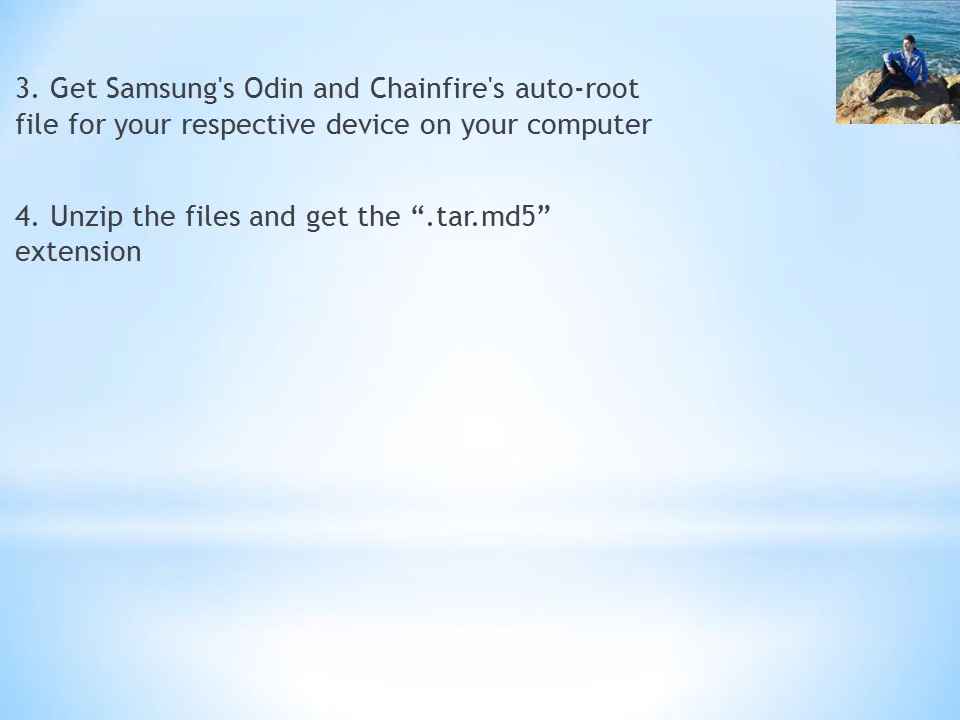 3. Get Samsung's Odin and Chainfire's auto-root
file for your respective device on your computer
4. Unzip the files and get the “.tar.md5”
extension